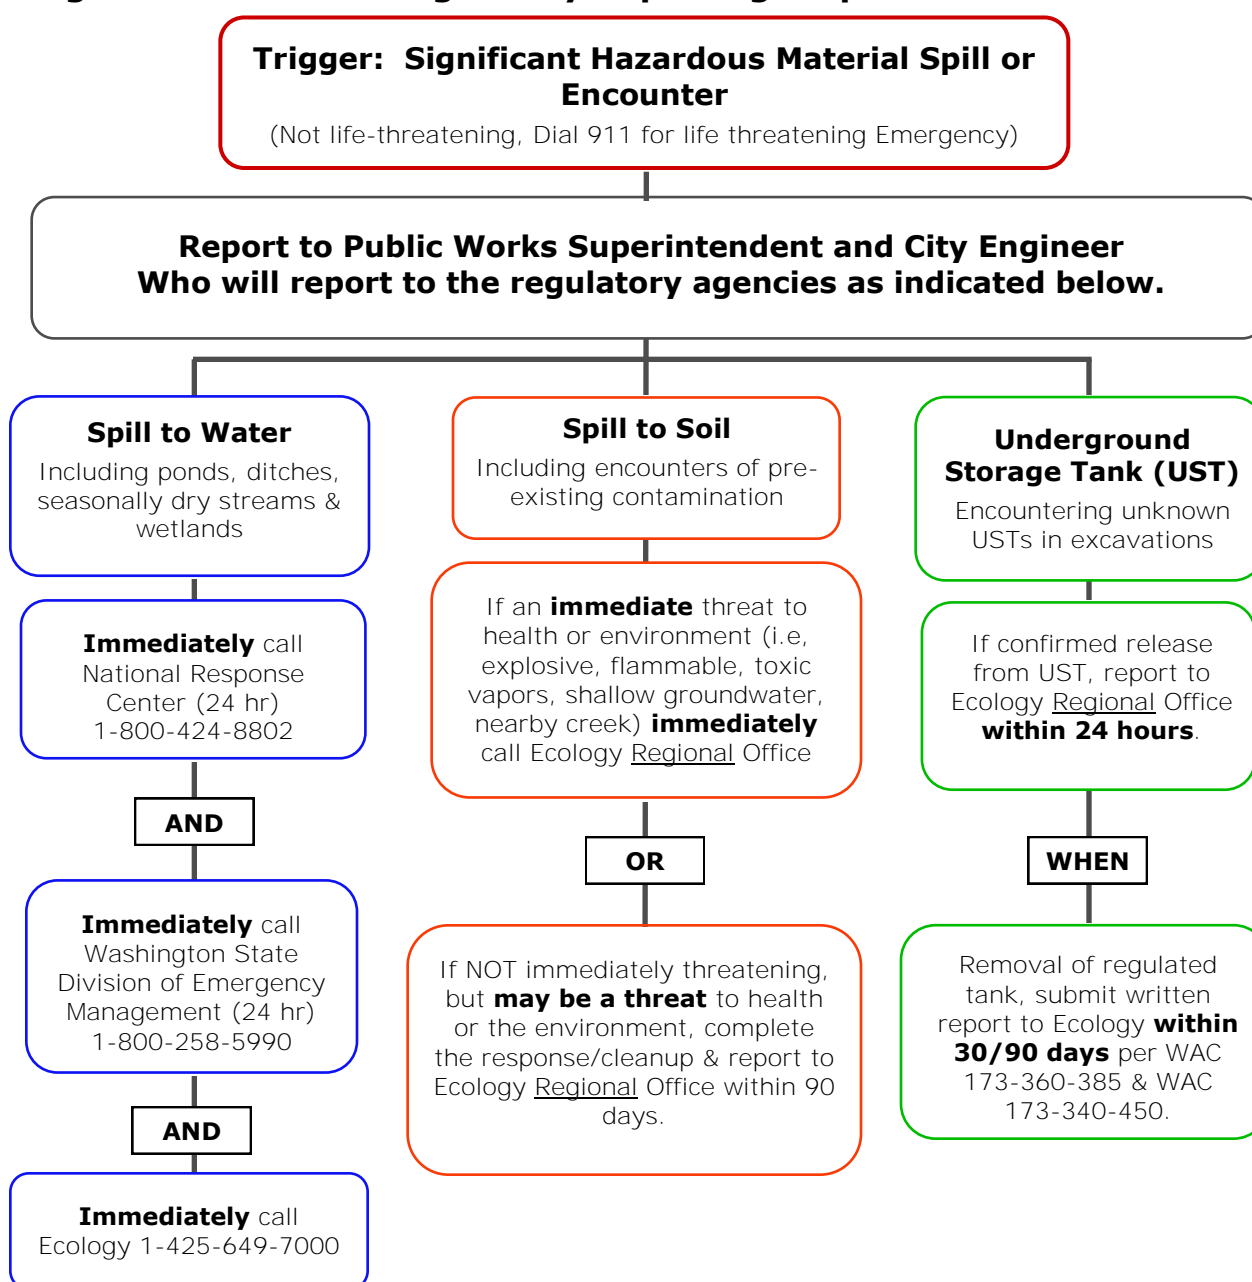 Trigger: Significant Hazardous Material Spill or
Encounter
(Not life-threatening, Dial 911 for life threatening Emergency)
Report to Public Works Superintendent and City Engineer
Who will report to the regulatory agencies as indicated below.
Spill to Water
Including ponds, ditches,
seasonally dry streams &
wetlands
Immediately call
National Response
Center (24 hr)
1-800-424-8802
AND
Immediately call
Washington State
Division of Emergency
Management (24 hr)
1-800-258-5990
AND
Immediately call
Ecology 1-425-649-7000
Spill to Soil
Including encounters of pre-
existing contamination
If an immediate threat to
health or environment (i.e,
explosive, flammable, toxic
vapors, shallow groundwater,
nearby creek) immediately
call Ecology Regional Office
OR
If NOT immediately threatening,
but may be a threat to health
or the environment, complete
the response/cleanup & report to
Ecology Regional Office within 90
days.
Underground
Storage Tank (UST)
Encountering unknown
USTs in excavations
If confirmed release
from UST, report to
Ecology Regional Office
within 24 hours.
WHEN
Removal of regulated
tank, submit written
report to Ecology within
30/90 days per WAC
173-360-385 & WAC
173-340-450.